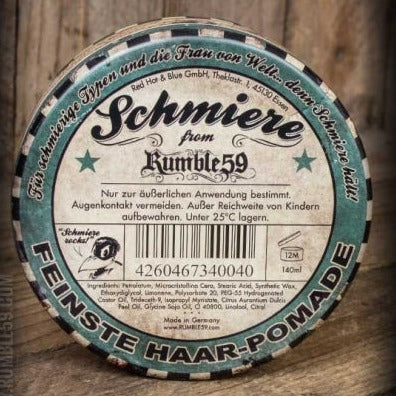 Für schmierige Typen und die Frau von Welt... denn Schmiere hält!
Red Hot & Blue GmbH, Theklastr. 1, 45130 Essen
Schmiere
from
Rumble59
Nur zur äußerlichen Anwendung bestimmt.
Augenkontakt vermeiden. Außer Reichweite von Kindern
aufbewahren. Unter 25°C lagern.
"Schmiere
rocks!"
4260467340040
12M
140ml
Ingredients: Petrolatum, Microcristallina Cera, Stearic Acid, Synthetic Wax,
Ethoxydiglycol, Limonene, Polysorbate 20, PEG-55 Hydrogenated
Castor Oil, Trideceth-9, Isopropyl Myristate, Citrus Aurantium Dulcis
Peel Oil, Glycine Soja Oil, CI 40800, Linalool, Citral
Made in Germany
www.RUMBLE59.com
FEINSTE HAAR-POMADE
RUMBLE59